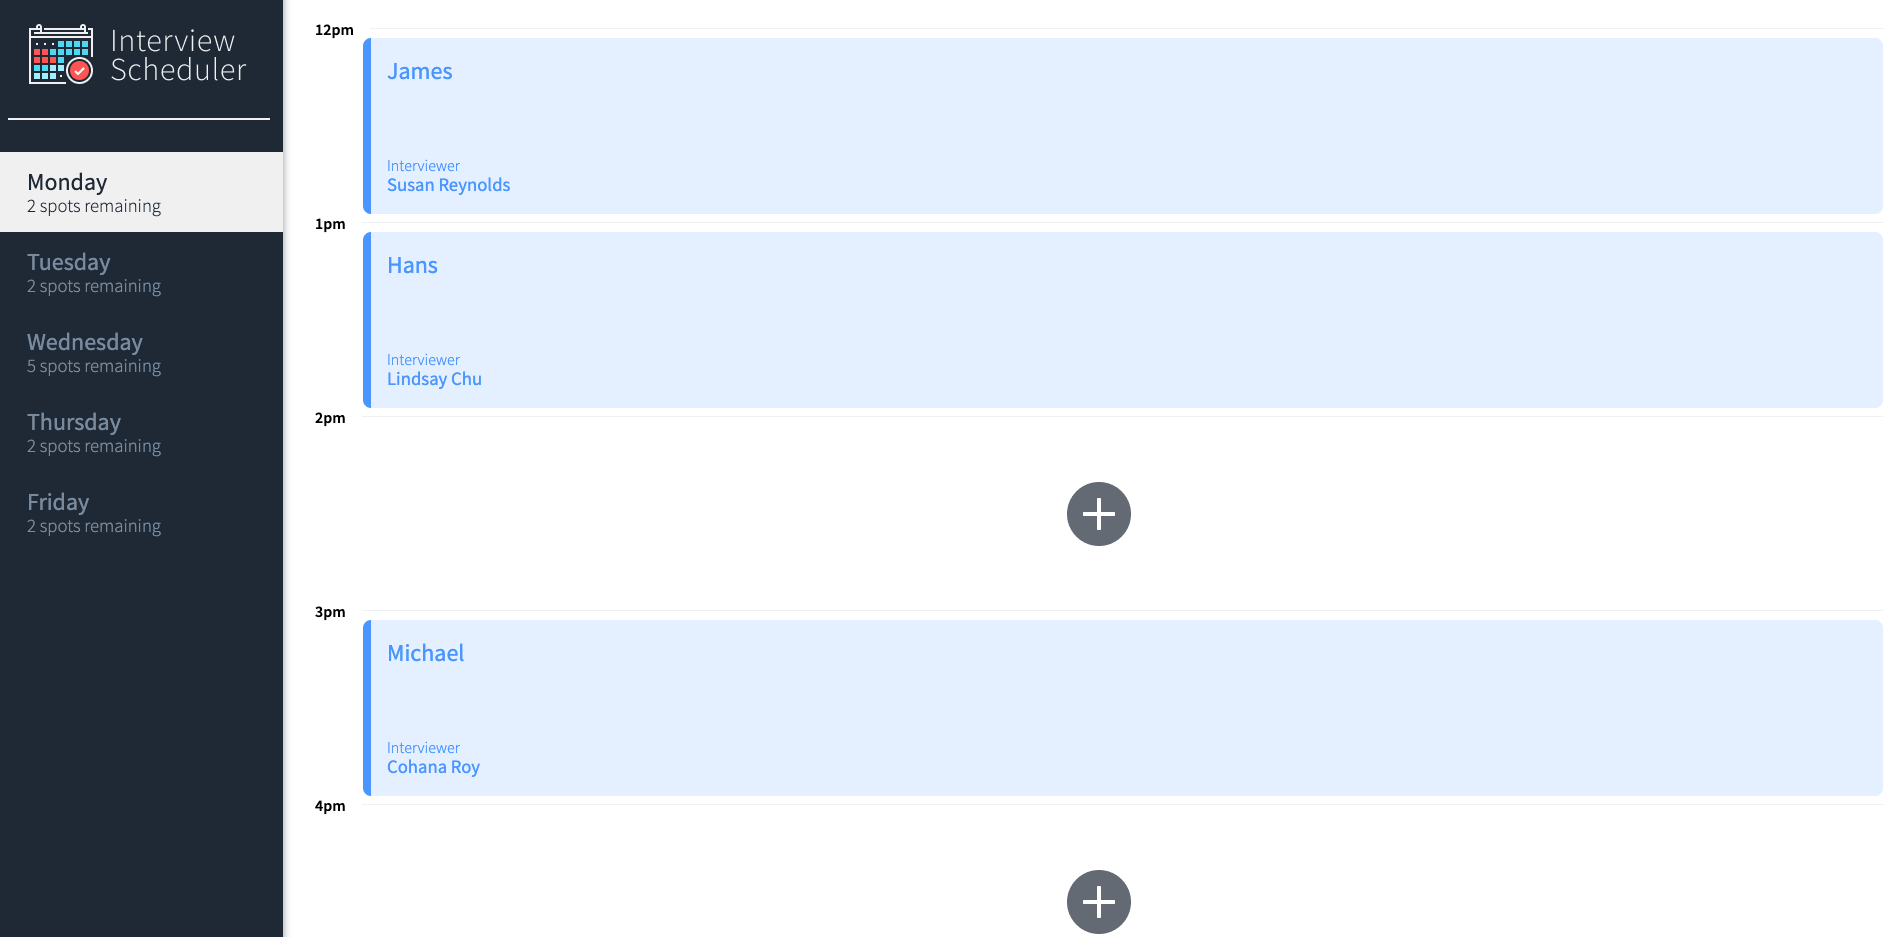 Interview
Scheduler
Monday
2 spots remaining
Tuesday
2 spots remaining
Wednesday
5 spots remaining
Thursday
2 spots remaining
Friday
2 spots remaining
12pm
James
Interviewer
Susan Reynolds
1pm
Hans
Interviewer
Lindsay Chu
2pm
3pm
Michael
Interviewer
Cohana Roy
4pm